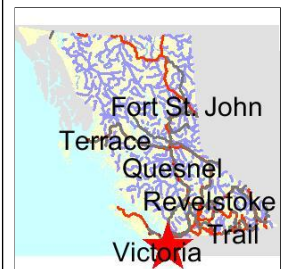 Fort St. John
Terrace
Quesnel
Revelstoke
Trail
Victoria